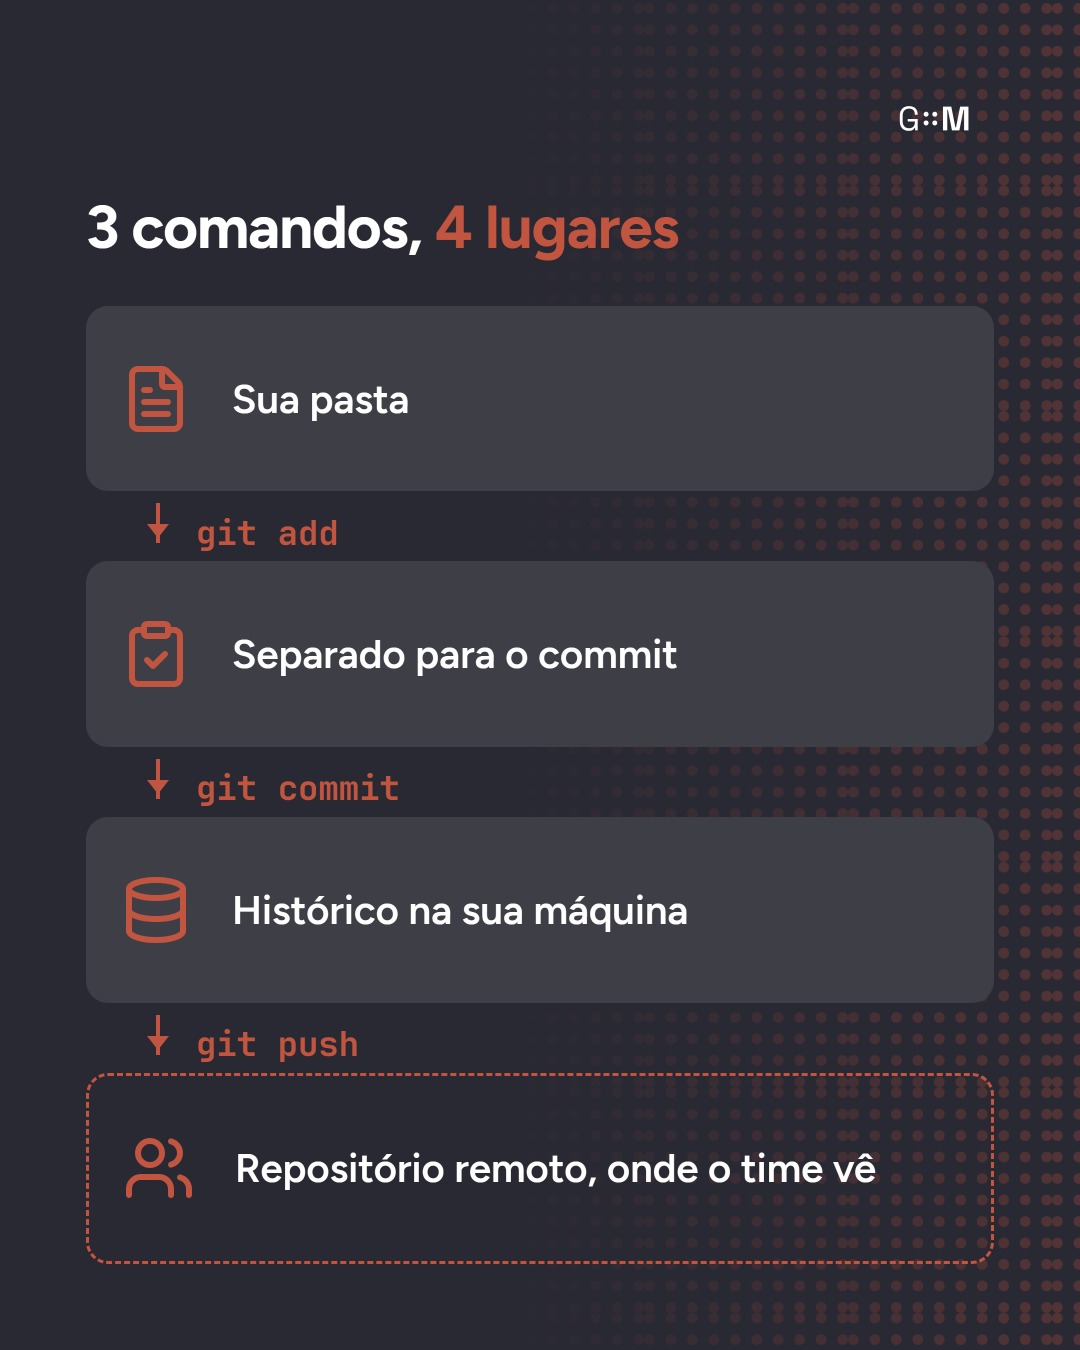 G::M
3 comandos, 4 lugares
Sua pasta
git add
Separado para o commit
git commit
Histórico na sua máquina
git push
Repositório remoto, onde o time vê